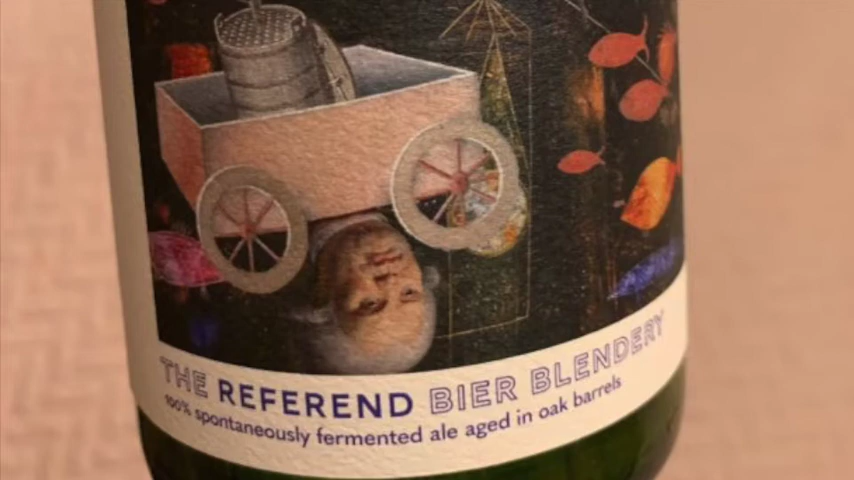 THE REFEREND BIER BLENDERY
100% spontaneously fermented ale aged in oak barrels